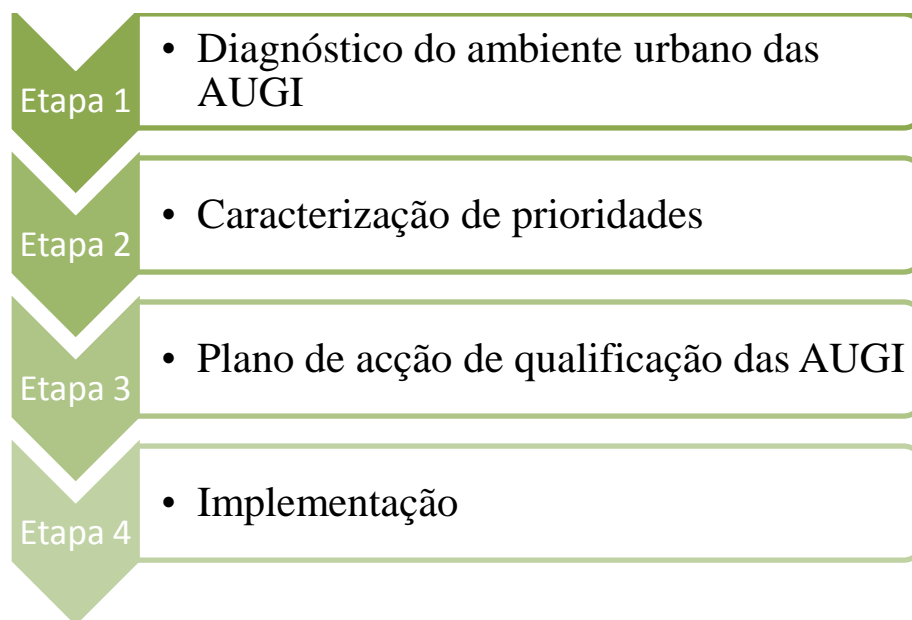 Etapa 1
• Diagnóstico do ambiente urbano das
AUGI
Etapa 2
• Caracterização de prioridades
Etapa 3
• Plano de acção de qualificação das AUGI
Etapa 4
• Implementação